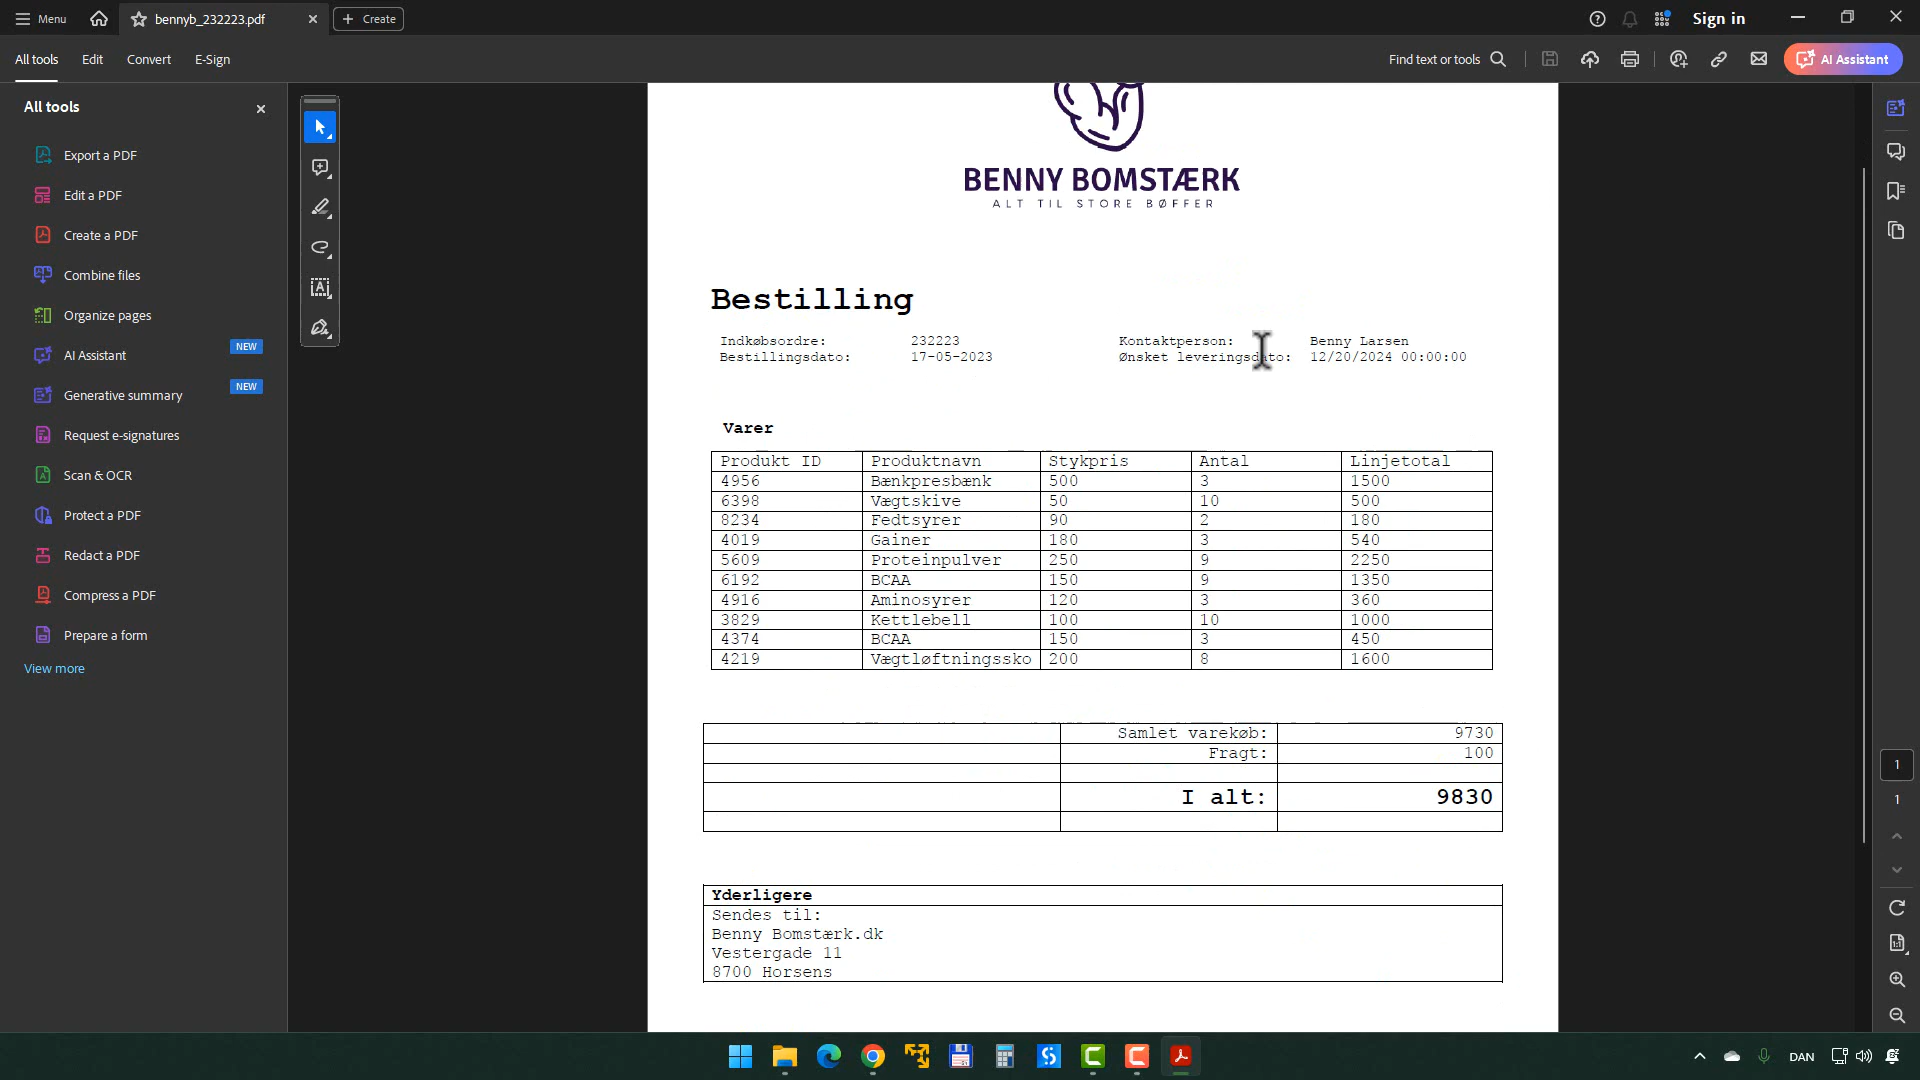 Menu
bennyb_232223.pdf
Create
Sign in
All tools
Edit
Convert
E-Sign
Find text or tools
AI Assistant
All tools
Export a PDF
Edit a PDF
Create a PDF
Combine files
Organize pages
AI Assistant NEW
Generative summary NEW
Request e-signatures
Scan & OCR
Protect a PDF
Redact a PDF
Compress a PDF
Prepare a form
View more
BENNY BOMSTÆRK
ALT TIL STORE BØFFER
Bestilling
Indkøbsordre: 232223 Kontaktperson: Benny Larsen
Bestillingsdato: 17-05-2023 Ønsket leveringsdato: 12/20/2024 00:00:00
Varer
Produkt ID Produktnavn Stykpris Antal Linjetotal
4956 Bænkpresbænk 500 3 1500
6398 Vægtskive 50 10 500
8234 Fedtsyrer 90 2 180
4019 Gainer 180 3 540
5609 Proteinpulver 250 9 2250
6192 BCAA 150 9 1350
4916 Aminosyrer 120 3 360
3829 Kettlebell 100 10 1000
4374 BCAA 150 3 450
4219 Vægtløftningssko 200 8 1600
Samlet varekøb: 9730
Fragt: 100
I alt: 9830
Yderligere
Sendes til:
Benny Bomstærk.dk
Vestergade 11
8700 Horsens
1
1
DAN